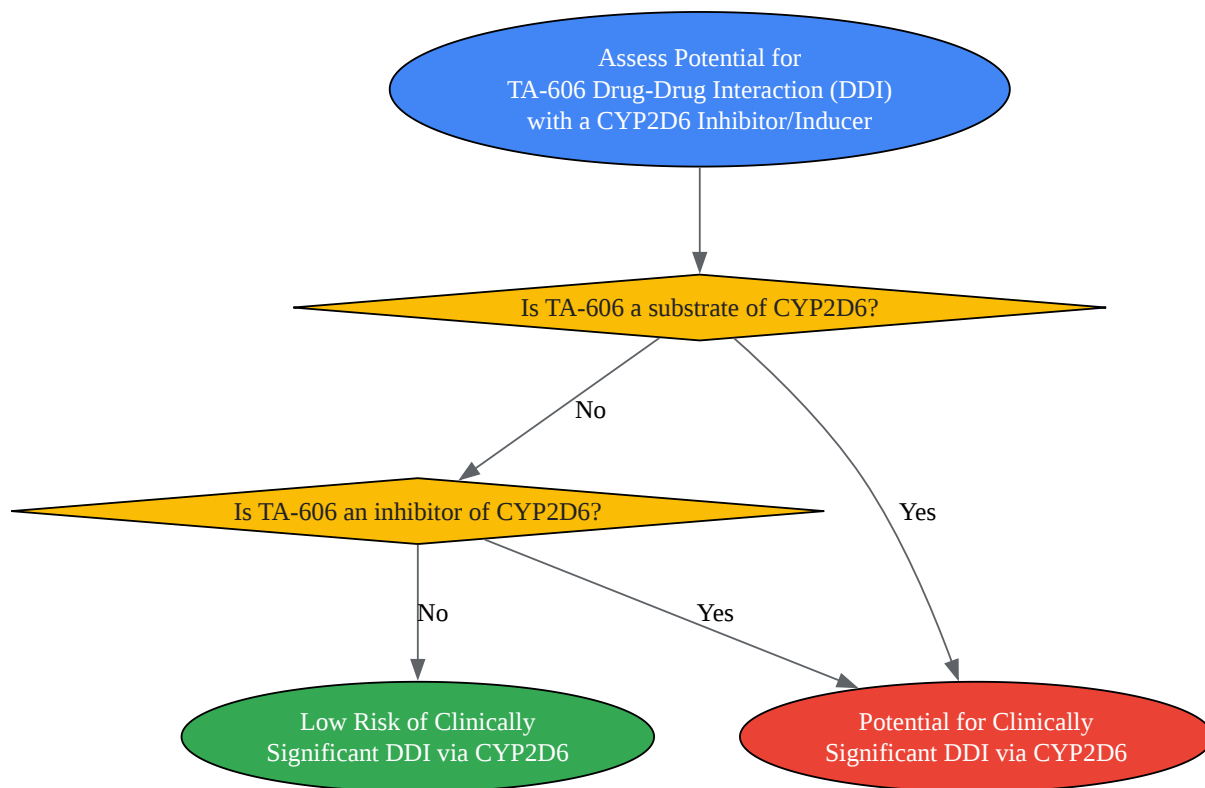 Assess Potential for
TA-606 Drug-Drug Interaction (DDI)
with a CYP2D6 Inhibitor/Inducer
Is TA-606 a substrate of CYP2D6?
No
Is TA-606 an inhibitor of CYP2D6?
Yes
No
Yes
Low Risk of Clinically
Significant DDI via CYP2D6
Potential for Clinically
Significant DDI via CYP2D6